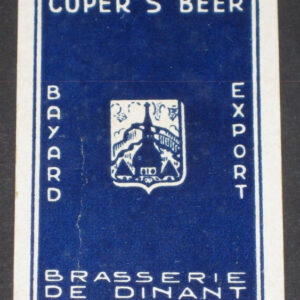 CUPER'S BEER
BAYARD
EXPORT
BRASSERIE
DE DINANT